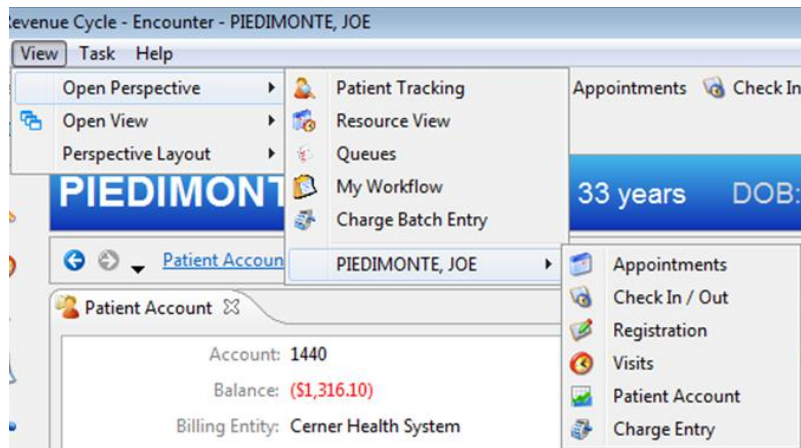 Revenue Cycle - Encounter - PIEDIMONTE, JOE
View Task Help
Open Perspective
Open View
Perspective Layout
Patient Tracking
Resource View
Queues
My Workflow
Charge Batch Entry
PIEDIMONTE, JOE
Appointments
Check In / Out
Registration
Visits
Patient Account
Charge Entry
Appointments Check In
PIEDIMONT 33 years DOB:
Patient Accoun
Patient Account
Account: 1440
Balance: ($1,316.10)
Billing Entity: Cerner Health System